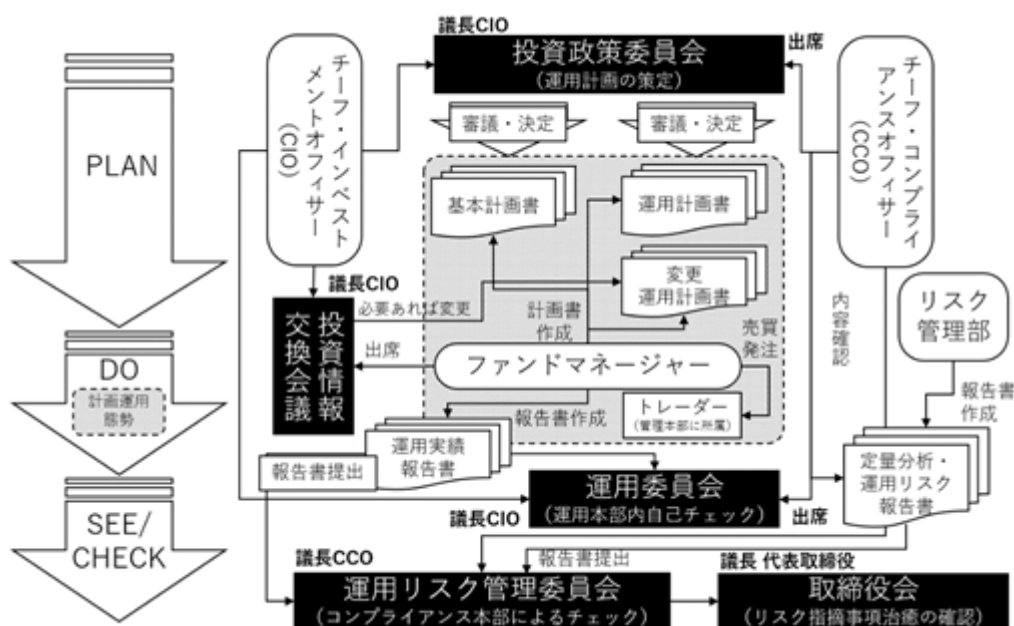 議長CIO
投資政策委員会
(運用計画の策定)
出席
チーフ・インベスト
メントオフィサー
(CIO)
チーフ・コンプライ
アンスオフィサー
(CCO)
PLAN
審議・決定
審議・決定
基本計画書
運用計画書
変更
運用計画書
議長CIO
必要あれば変更
計画書
作成
売買
発注
内容確認
リスク
管理部
投資情報
交換会議
出席
ファンドマネージャー
DO
計画運用
態勢
報告書作成
トレーダー
(管理本部に所属)
報告書
作成
運用実績
報告書
報告書提出
定量分析・
運用リスク
報告書
運用委員会
(運用本部内自己チェック)
議長CIO
出席
SEE/
CHECK
議長CCO
報告書提出
議長 代表取締役
運用リスク管理委員会
(コンプライアンス本部によるチェック)
取締役会
(リスク指摘事項治癒の確認)